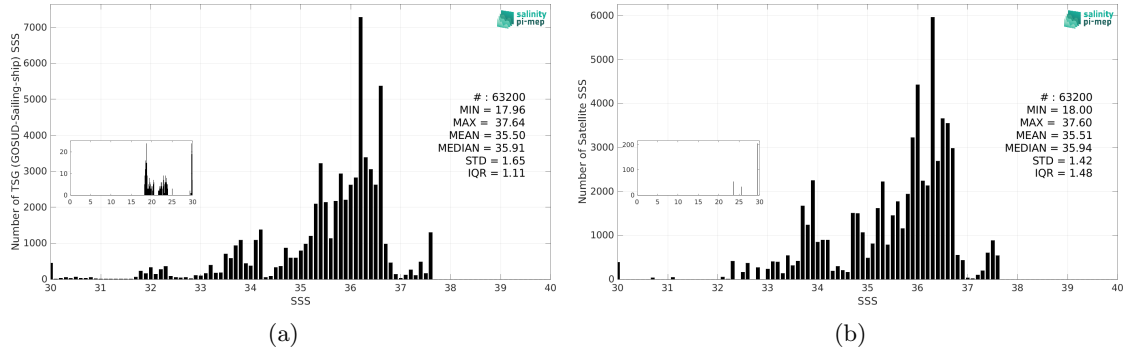 salinity
pi-mep
Number of TSG (GOSUD-Sailing-ship) SSS
7000
6000
5000
4000
3000
2000
1000
0
# : 63200
MIN = 17.96
MAX = 37.64
MEAN = 35.50
MEDIAN = 35.91
STD = 1.65
IQR = 1.11
20
10
0
0 5 10 15 20 25 30
30 31 32 33 34 35 36 37 38 39 40
SSS
(a)
salinity
pi-mep
Number of Satellite SSS
6000
5000
4000
3000
2000
1000
0
# : 63200
MIN = 18.00
MAX = 37.60
MEAN = 35.51
MEDIAN = 35.94
STD = 1.42
IQR = 1.48
200
100
0
0 5 10 15 20 25 30
30 31 32 33 34 35 36 37 38 39 40
SSS
(b)